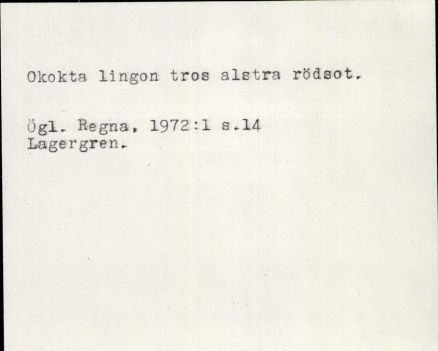 Okokta lingon tros alstra rödsot.
Ögl. Regna, 1972:1 s.14
Lagergren.